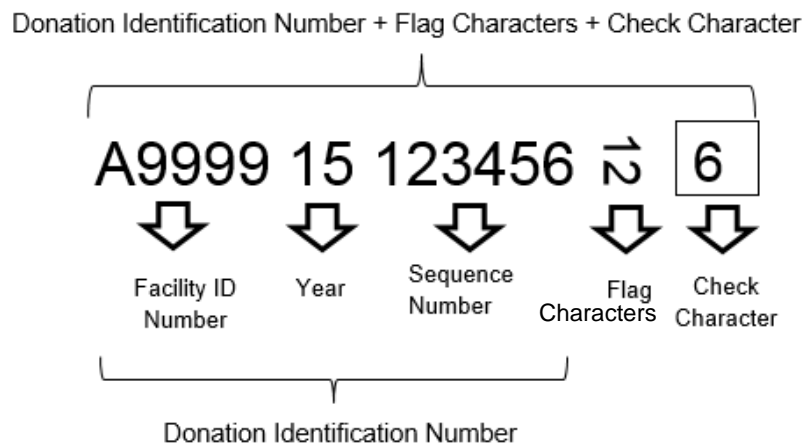 Donation Identification Number + Flag Characters + Check Character
A9999 15 123456 12 6
Facility ID Number
Year
Sequence Number
Flag Characters
Check Character
Donation Identification Number